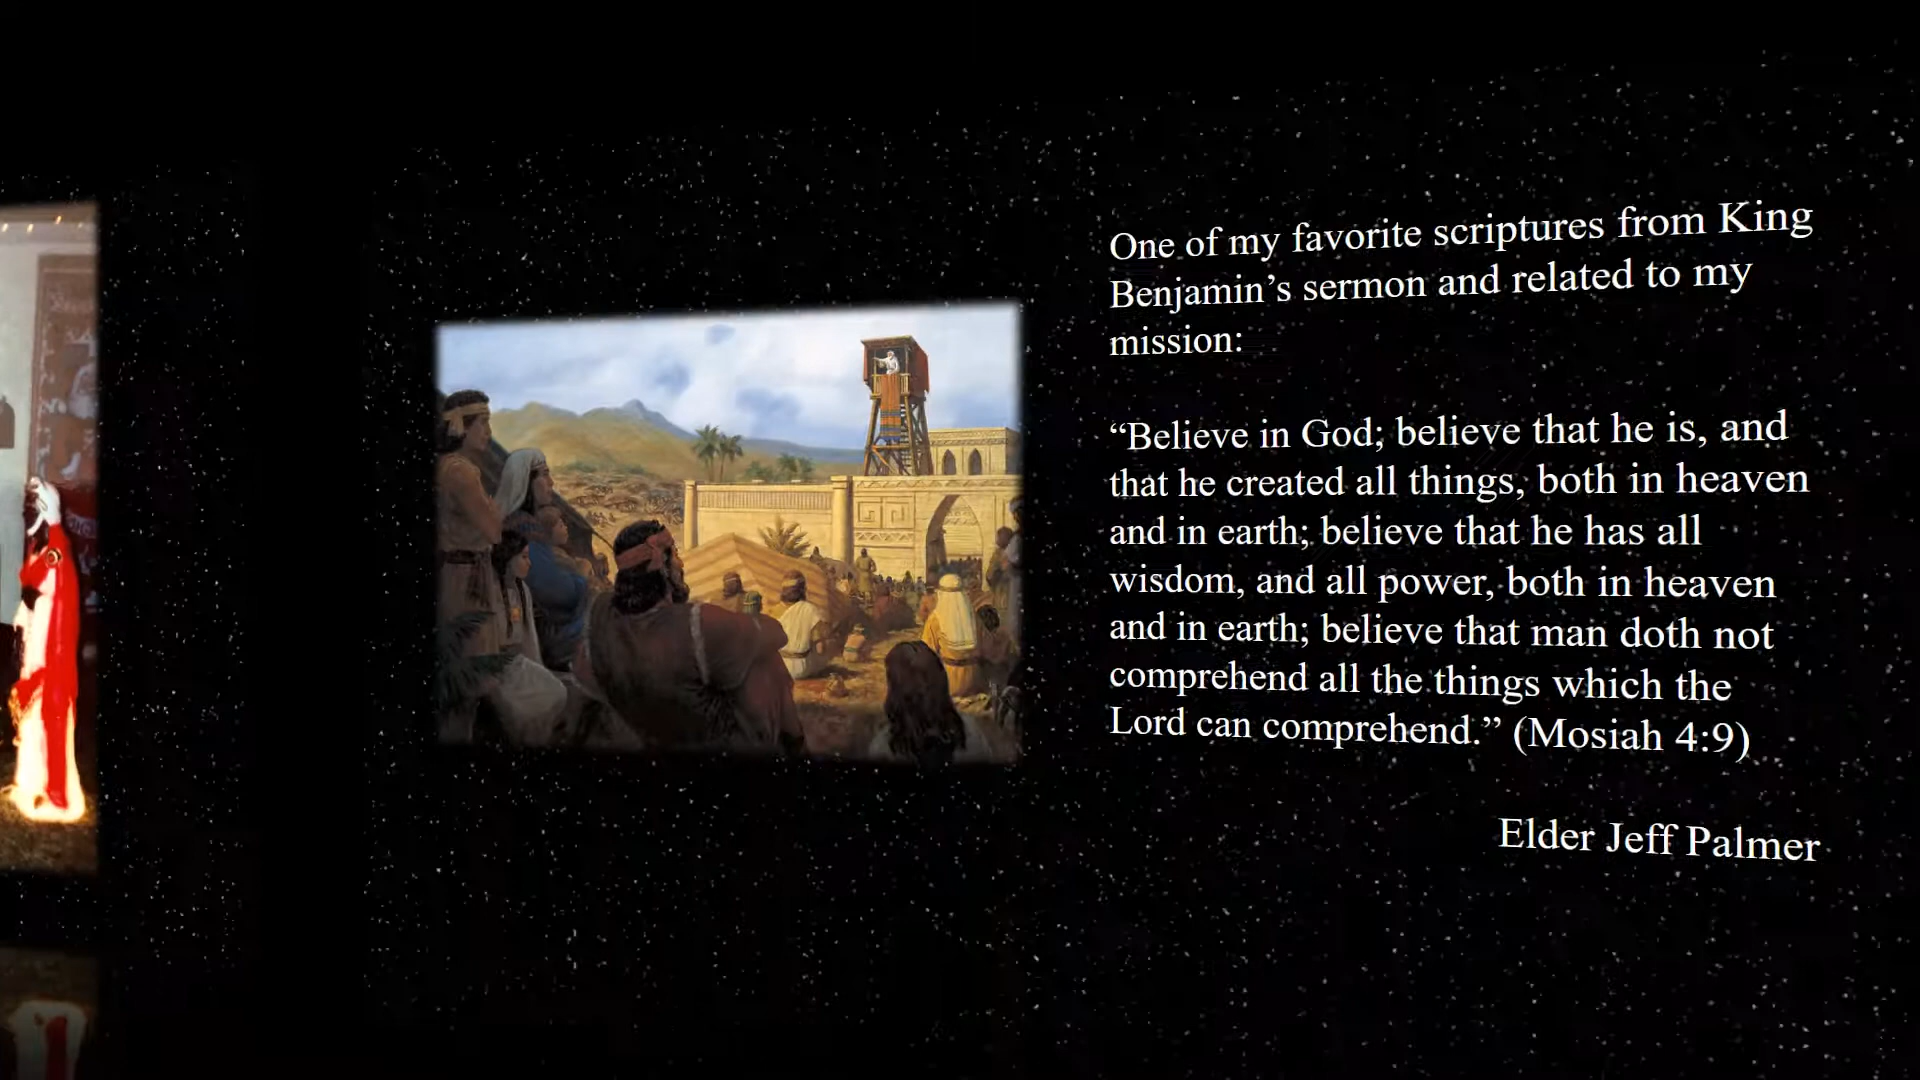 One of my favorite scriptures from King
Benjamin’s sermon and related to my
mission:
“Believe in God; believe that he is, and
that he created all things, both in heaven
and in earth; believe that he has all
wisdom, and all power, both in heaven
and in earth; believe that man doth not
comprehend all the things which the
Lord can comprehend.” (Mosiah 4:9)
Elder Jeff Palmer